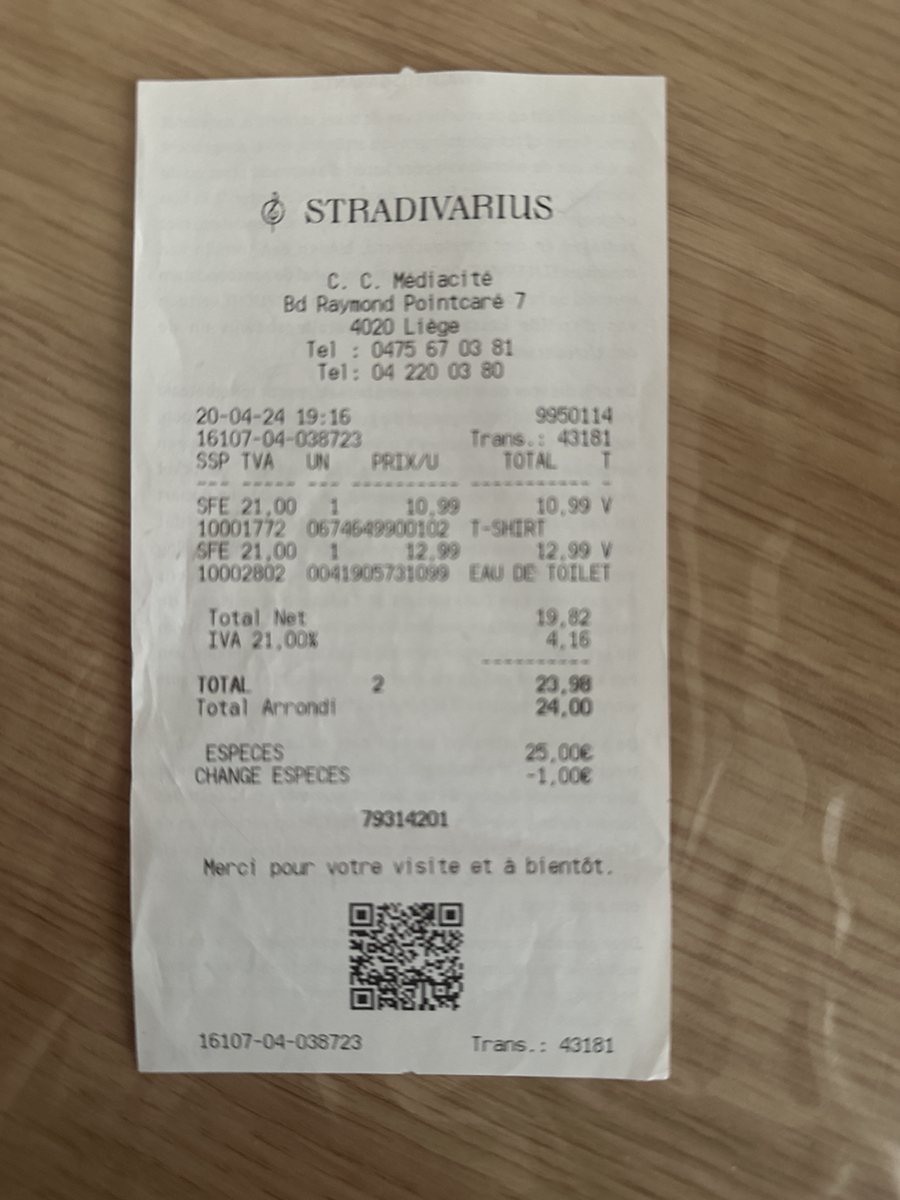 STRADIVARIUS
C. C. Médiacité
Bd Raymond Pointcaré 7
4020 Liège
Tel : 0475 67 03 81
Tel: 04 220 03 80
20-04-24 19:16 9950114
16107-04-038723 Trans.: 43181
SSP TVA UN PRIX/U TOTAL T
--- ----- --- ---------- ----------- -
SFE 21,00 1 10,99 10,99 V
10001772 0674649900102 T-SHIRT
SFE 21,00 1 12,99 12,99 V
10002802 0041905731099 EAU DE TOILET
Total Net 19,82
IVA 21,00% 4,16
----------
TOTAL 2 23,98
Total Arrondi 24,00
ESPECES 25,00€
CHANGE ESPECES -1,00€
79314201
Merci pour votre visite et à bientôt.
16107-04-038723 Trans.: 43181